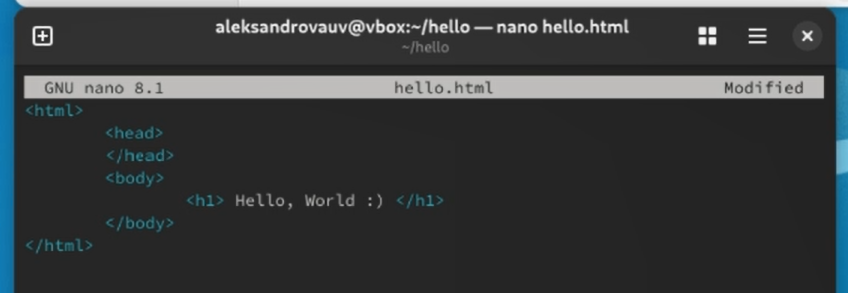 aleksandrovauv@vbox:~/hello — nano hello.html
~/hello
GNU nano 8.1 hello.html Modified
<html>
<head>
</head>
<body>
<h1> Hello, World :) </h1>
</body>
</html>